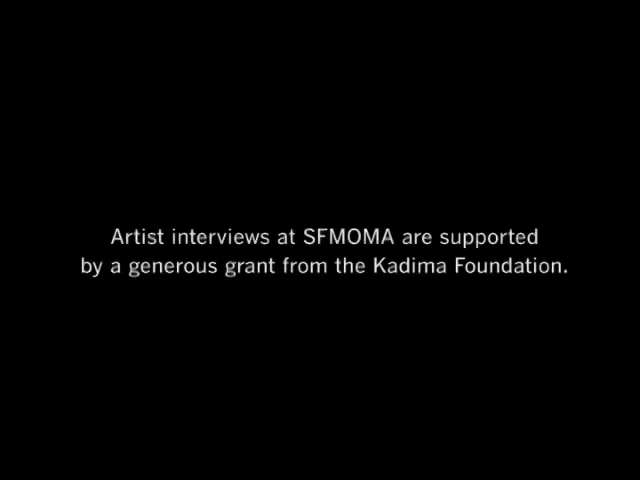 Artist interviews at SFMOMA are supported
by a generous grant from the Kadima Foundation.